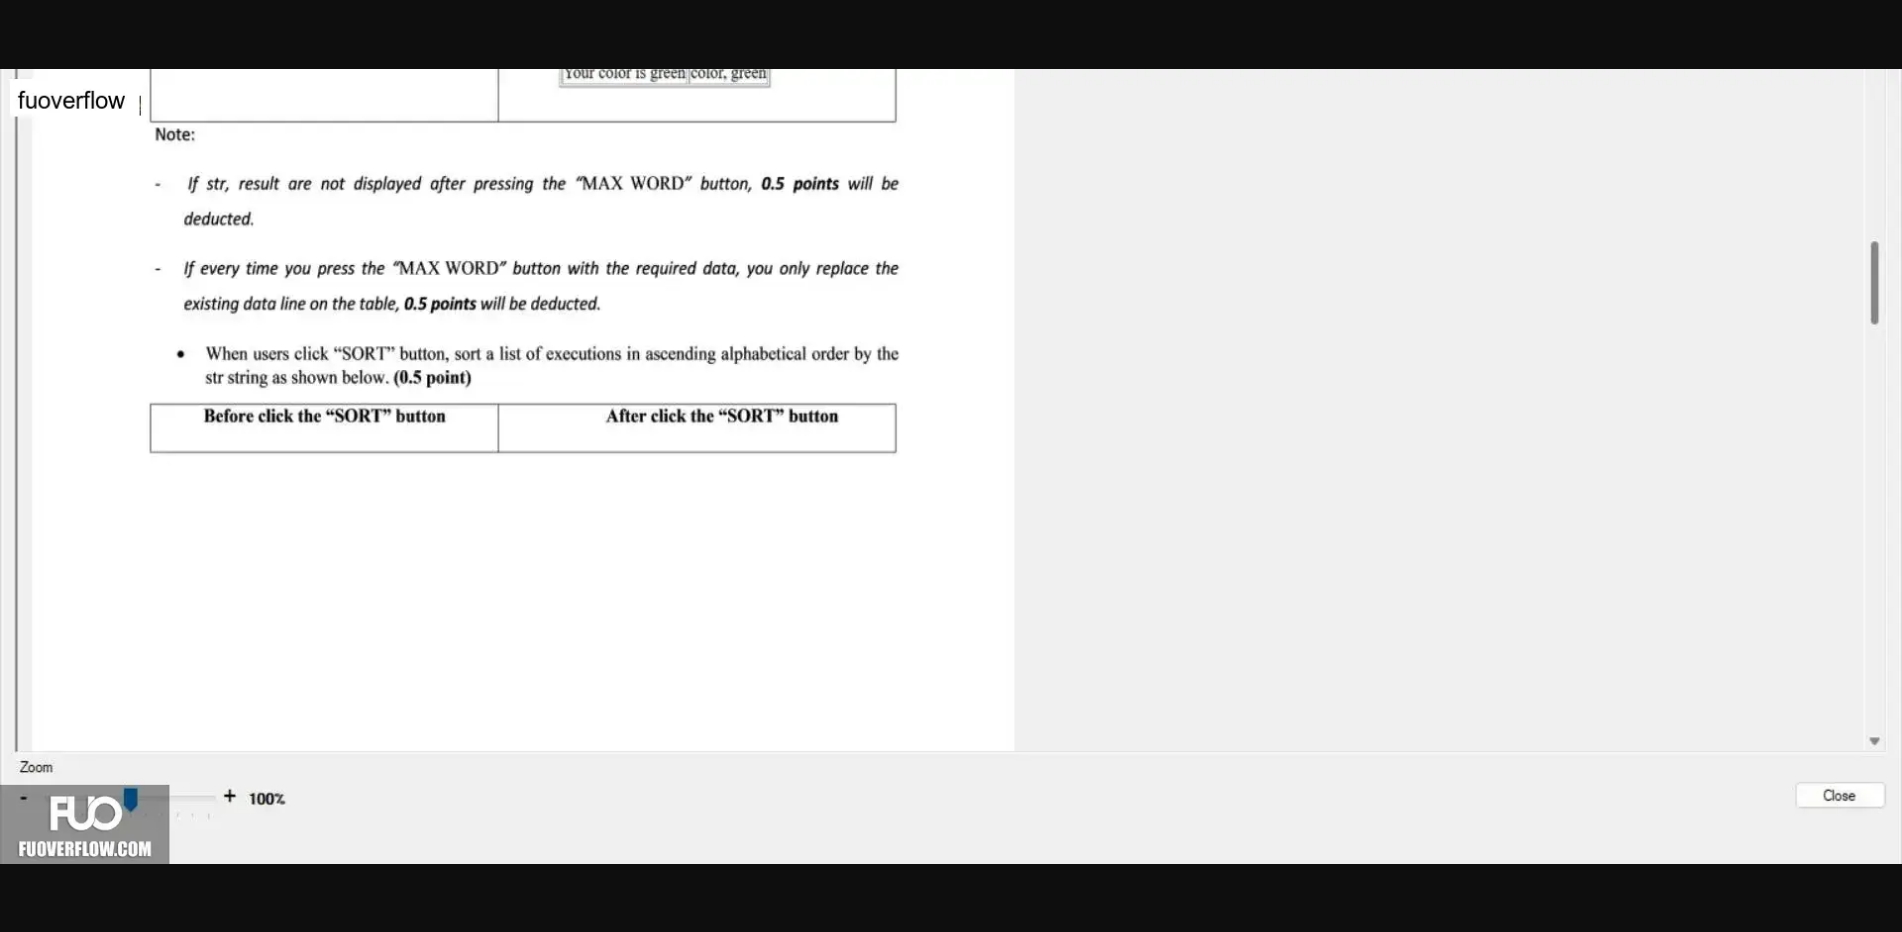 Your color is green color, green
fuoverflow
Note:
- If str, result are not displayed after pressing the “MAX WORD” button, 0.5 points will be
deducted.
- If every time you press the “MAX WORD” button with the required data, you only replace the
existing data line on the table, 0.5 points will be deducted.
• When users click “SORT” button, sort a list of executions in ascending alphabetical order by the
str string as shown below. (0.5 point)
Before click the “SORT” button After click the “SORT” button
Zoom
- + 100%
Close
FUO
FUOVERFLOW.COM